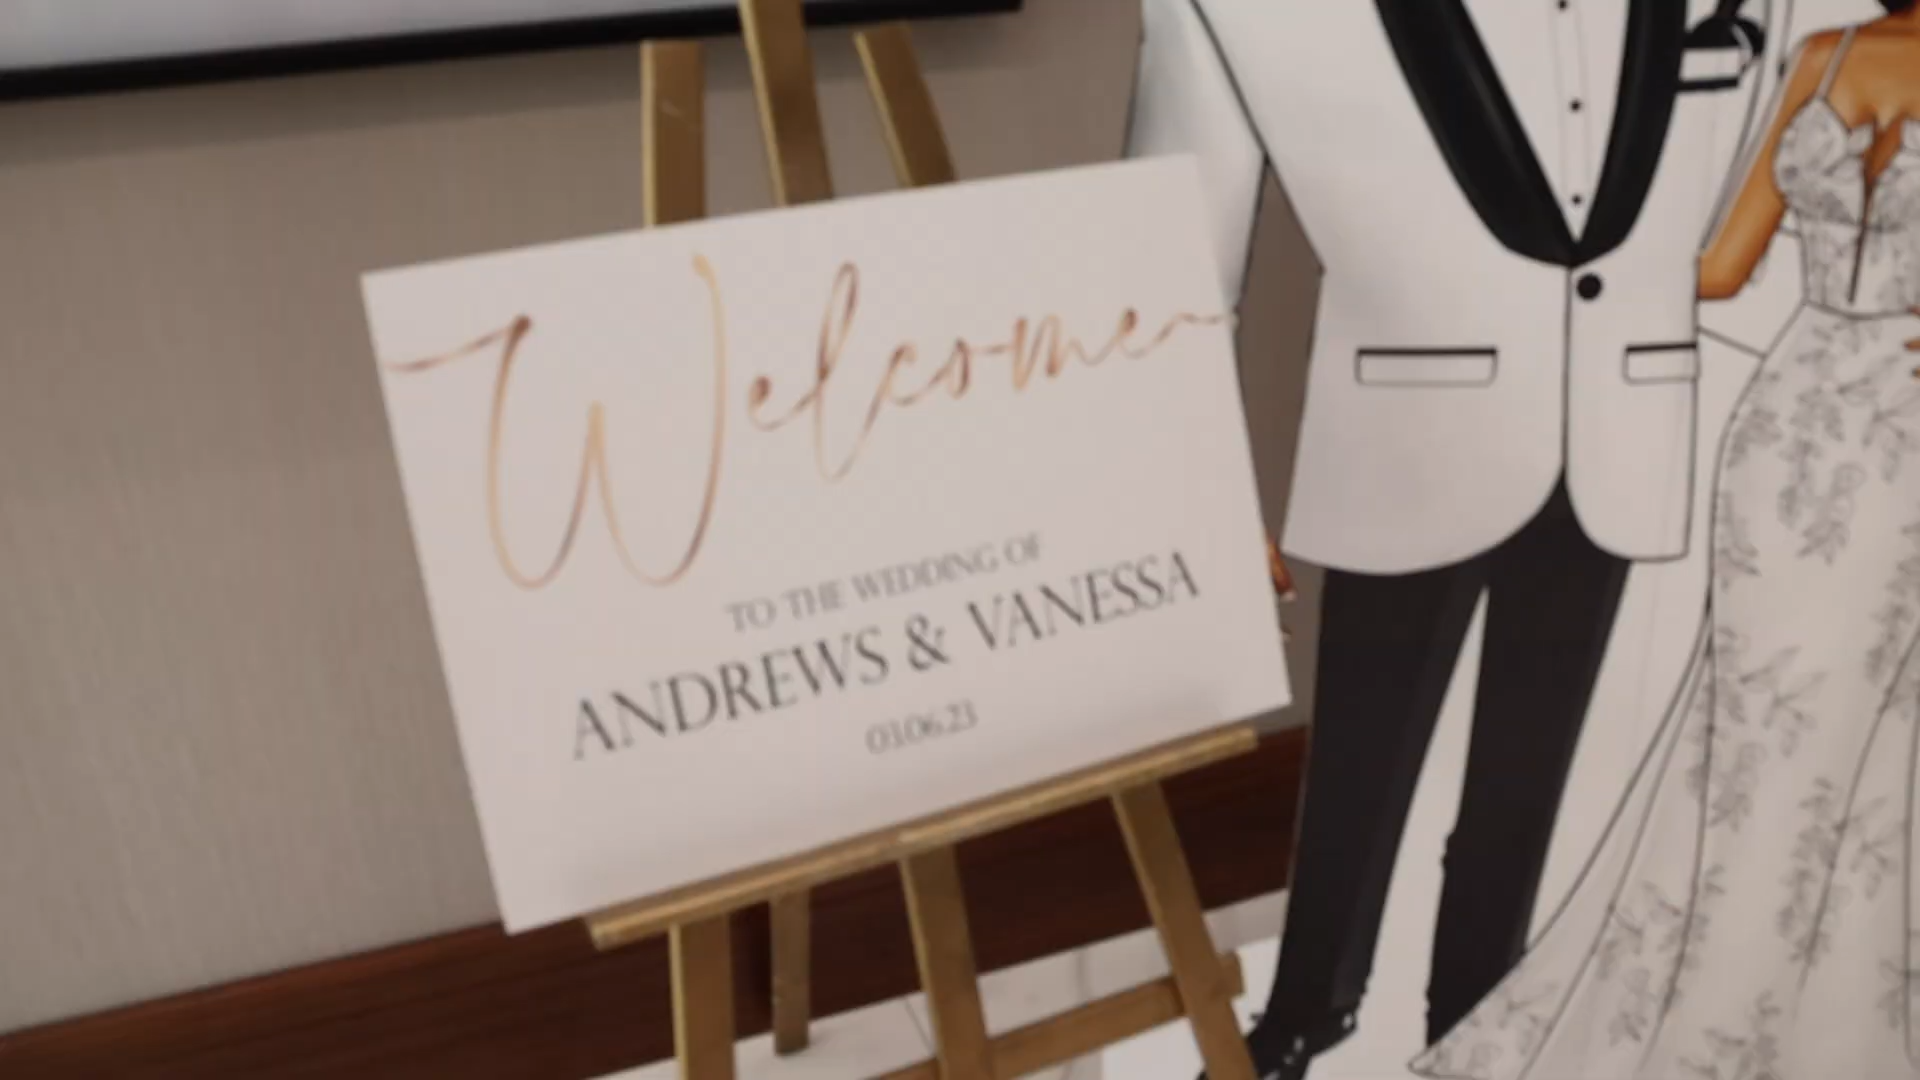 Welcome
TO THE WEDDING OF
ANDREWS & VANESSA
03.06.23